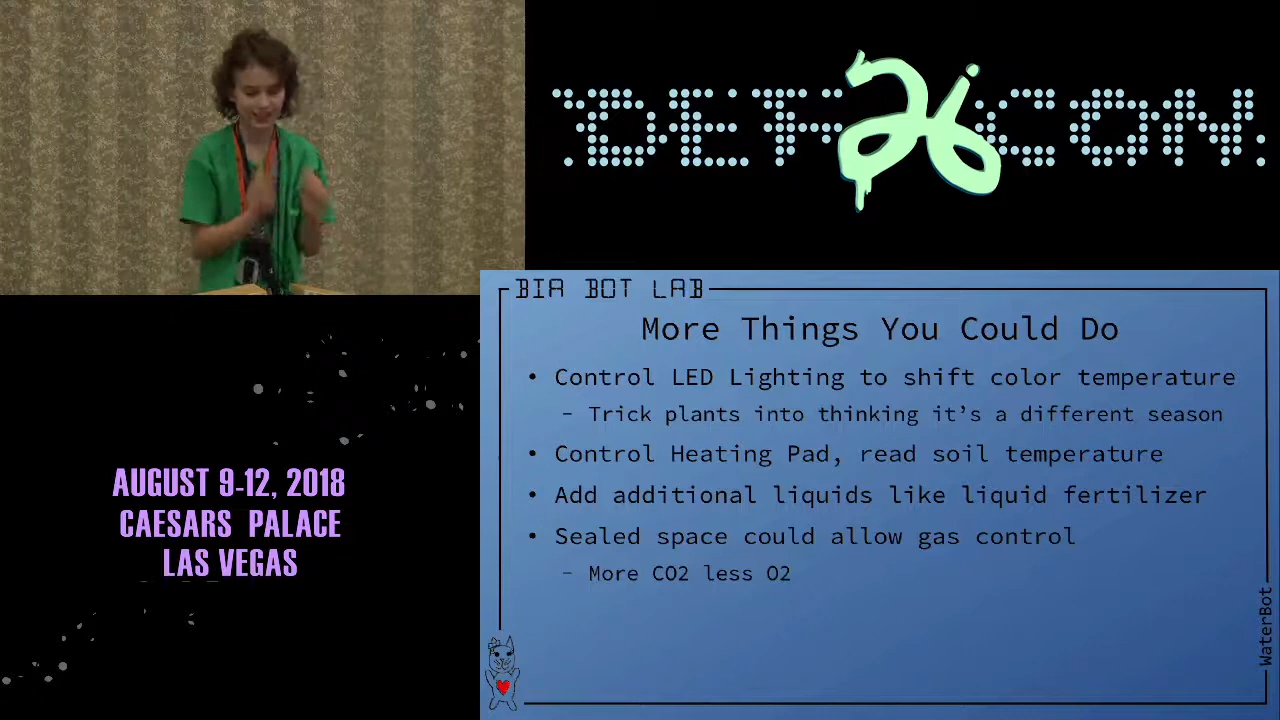 DEF 26 CON
BIA BOT LAB
More Things You Could Do
• Control LED Lighting to shift color temperature
– Trick plants into thinking it’s a different season
• Control Heating Pad, read soil temperature
• Add additional liquids like liquid fertilizer
• Sealed space could allow gas control
– More CO2 less O2
WaterBot
AUGUST 9-12, 2018
CAESARS PALACE
LAS VEGAS